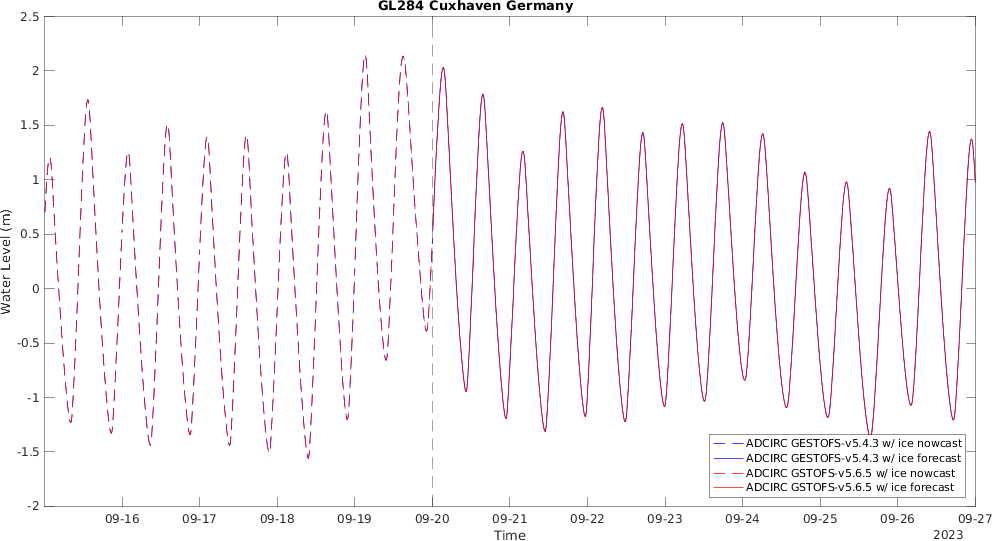 GL284 Cuxhaven Germany
2.5
2
1.5
1
0.5
0
-0.5
-1
-1.5
-2
Water Level (m)
ADCIRC GESTOFS-v5.4.3 w/ ice nowcast
ADCIRC GESTOFS-v5.4.3 w/ ice forecast
ADCIRC GSTOFS-v5.6.5 w/ ice nowcast
ADCIRC GSTOFS-v5.6.5 w/ ice forecast
09-16 09-17 09-18 09-19 09-20 09-21 09-22 09-23 09-24 09-25 09-26 09-27
Time
2023